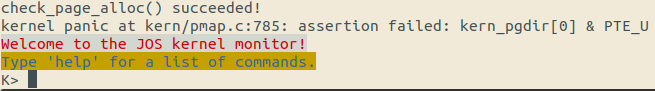 check_page_alloc() succeeded!
kernel panic at kern/pmap.c:785: assertion failed: kern_pgdir[0] & PTE_U
Welcome to the JOS kernel monitor!
Type 'help' for a list of commands.
K>